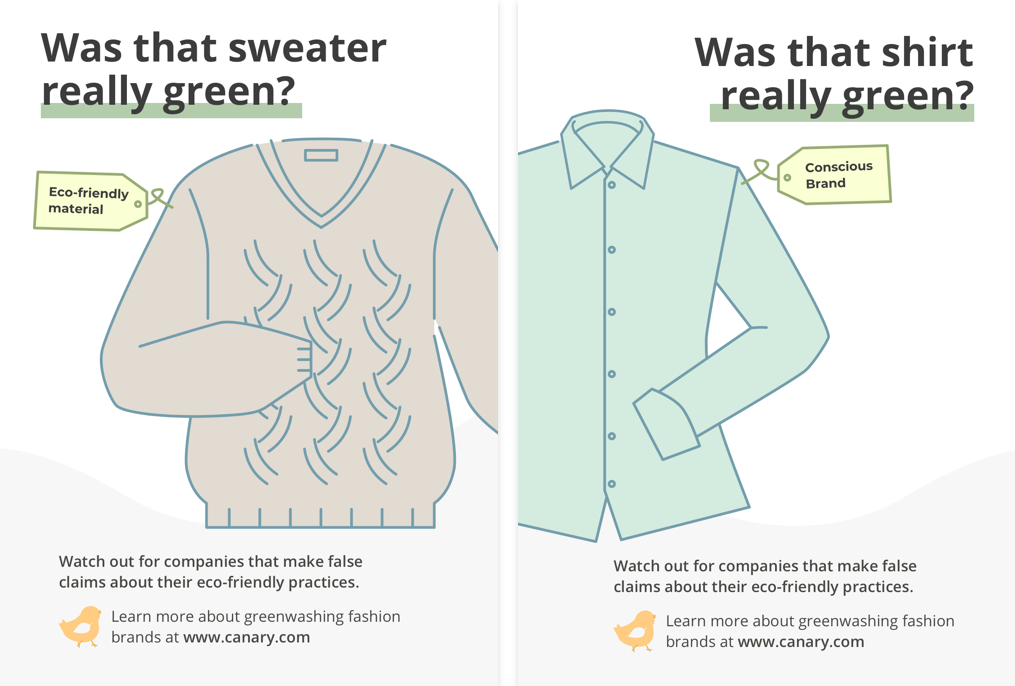 Was that sweater
really green?
Eco-friendly
material
Watch out for companies that make false
claims about their eco-friendly practices.
Learn more about greenwashing fashion
brands at www.canary.com
Was that shirt
really green?
Conscious
Brand
Watch out for companies that make false
claims about their eco-friendly practices.
Learn more about greenwashing fashion
brands at www.canary.com